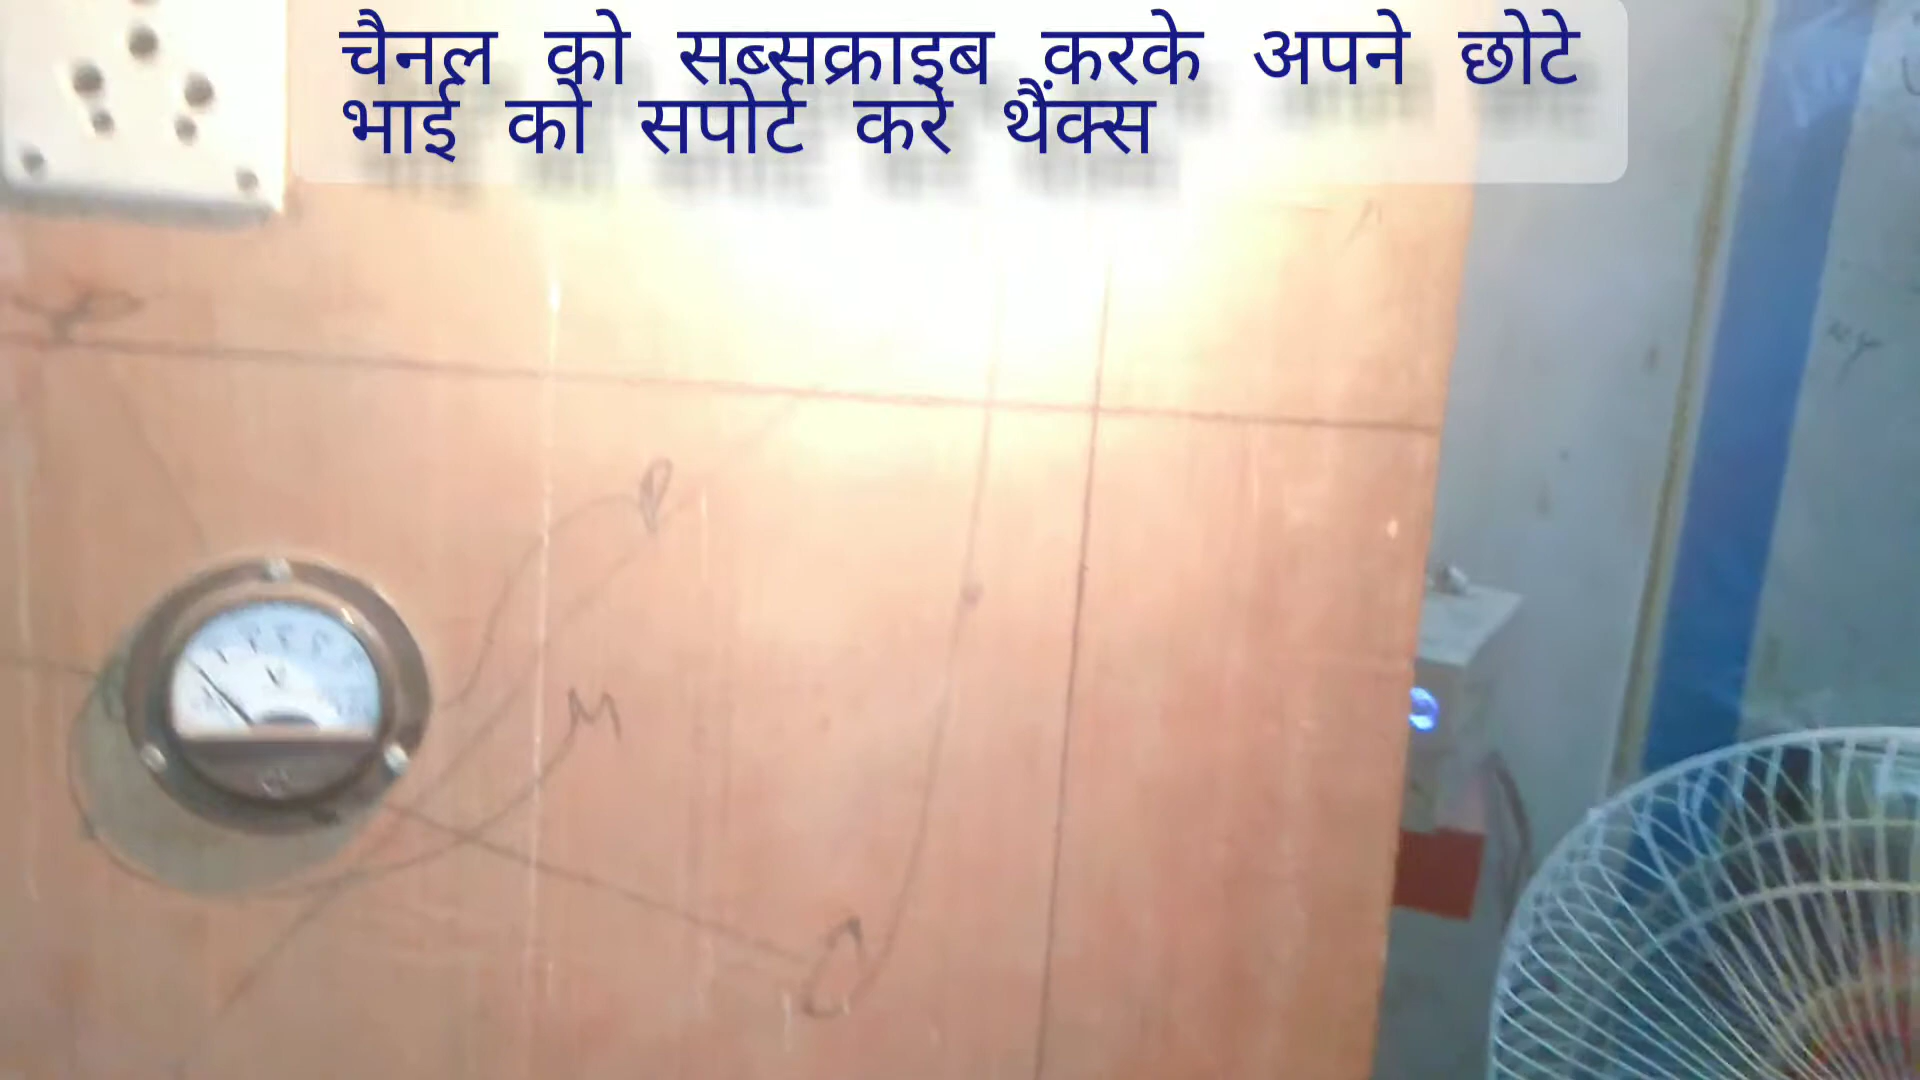 चैनल को सब्सक्राइब करके अपने छोटे
भाई को सपोर्ट करे थैंक्स
M